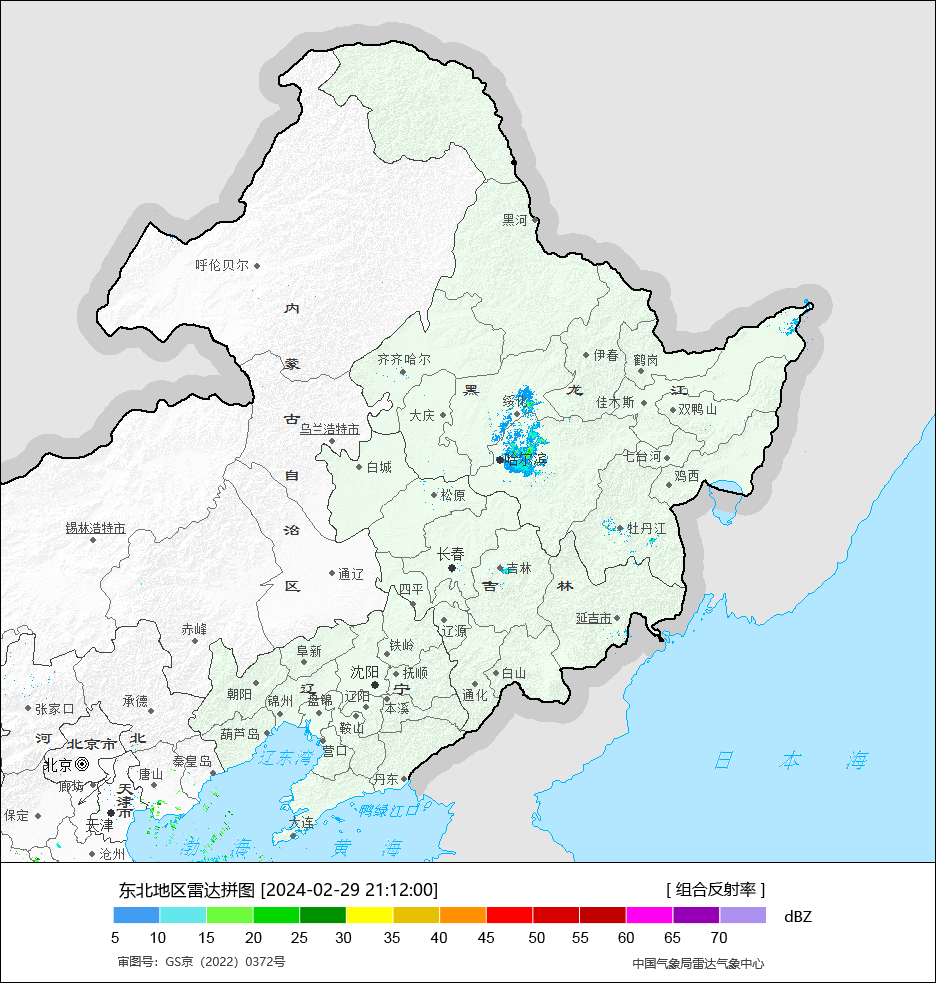 黑河
呼伦贝尔
内
蒙
古
自
治
区
齐齐哈尔
伊春
鹤岗
黑
龙
江
绥化
佳木斯
双鸭山
大庆
乌兰浩特市
白城
哈尔滨
七台河
鸡西
松原
锡林浩特市
牡丹江
长春
吉林
通辽
四平
吉
林
延吉市
赤峰
辽源
阜新
铁岭
沈阳
抚顺
白山
朝阳
辽
宁
锦州
盘锦
辽阳
本溪
通化
张家口
承德
葫芦岛
鞍山
河
北京市
北
营口
辽东湾
日本海
北京
秦皇岛
唐山
丹东
廊坊
天津市
保定
天津
大连
鸭绿江口
渤海
黄海
沧州
东北地区雷达拼图 [2024-02-29 21:12:00]
[ 组合反射率 ]
dBZ
5 10 15 20 25 30 35 40 45 50 55 60 65 70
审图号：GS京（2022）0372号
中国气象局雷达气象中心